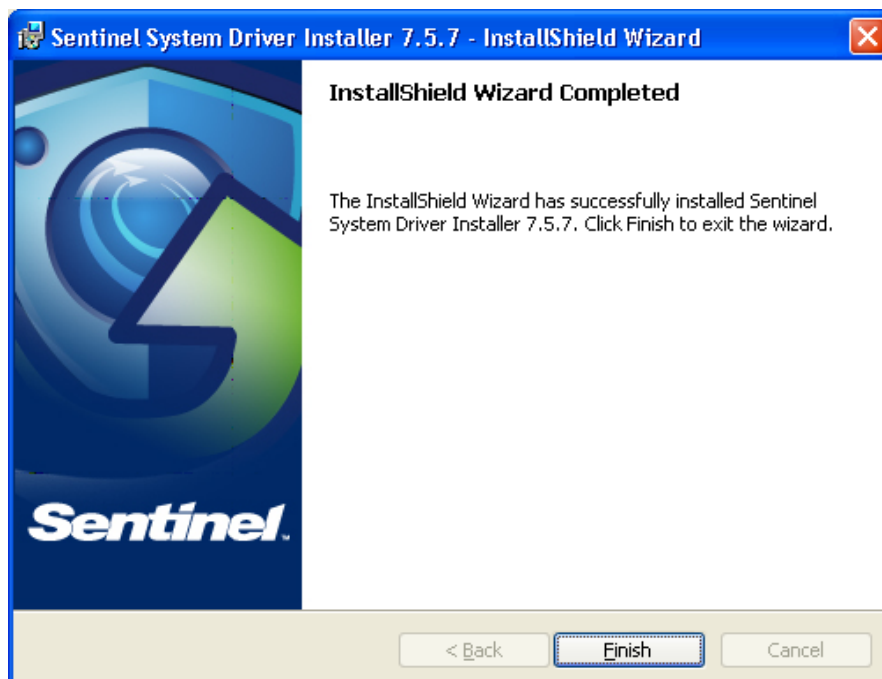 Sentinel System Driver Installer 7.5.7 - InstallShield Wizard
InstallShield Wizard Completed
The InstallShield Wizard has successfully installed Sentinel
System Driver Installer 7.5.7. Click Finish to exit the wizard.
Sentinel.
< Back
Finish
Cancel